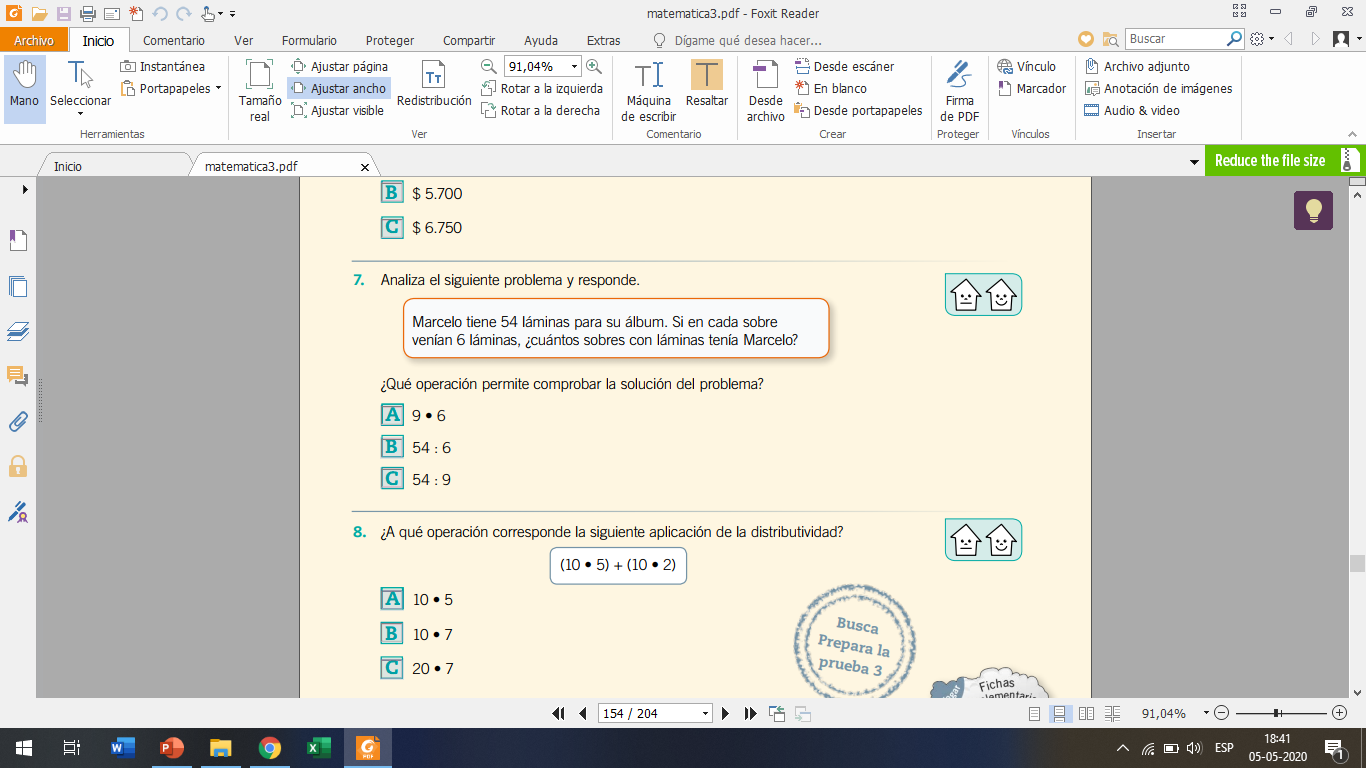 matematica3.pdf - Foxit Reader
Archivo
Inicio
Comentario
Ver
Formulario
Proteger
Compartir
Ayuda
Extras
Dígame qué desea hacer...
Buscar
Mano
Seleccionar
Instantánea
Portapapeles
Herramientas
Tamaño
real
Ajustar página
Ajustar ancho
Ajustar visible
Redistribución
91,04%
Rotar a la izquierda
Rotar a la derecha
Ver
Máquina
de escribir
Resaltar
Comentario
Desde
archivo
Desde escáner
En blanco
Desde portapapeles
Crear
Firma
de PDF
Proteger
Vínculo
Marcador
Vínculos
Archivo adjunto
Anotación de imágenes
Audio & video
Insertar
Inicio
matematica3.pdf
Reduce the file size
B $ 5.700
C $ 6.750
7. Analiza el siguiente problema y responde.
Marcelo tiene 54 láminas para su álbum. Si en cada sobre
venían 6 láminas, ¿cuántos sobres con láminas tenía Marcelo?
¿Qué operación permite comprobar la solución del problema?
A 9 • 6
B 54 : 6
C 54 : 9
8. ¿A qué operación corresponde la siguiente aplicación de la distributividad?
(10 • 5) + (10 • 2)
A 10 • 5
B 10 • 7
C 20 • 7
Busca
Prepara la
prueba 3
Fichas
154 / 204
91,04%
ESP
18:41
05-05-2020
1